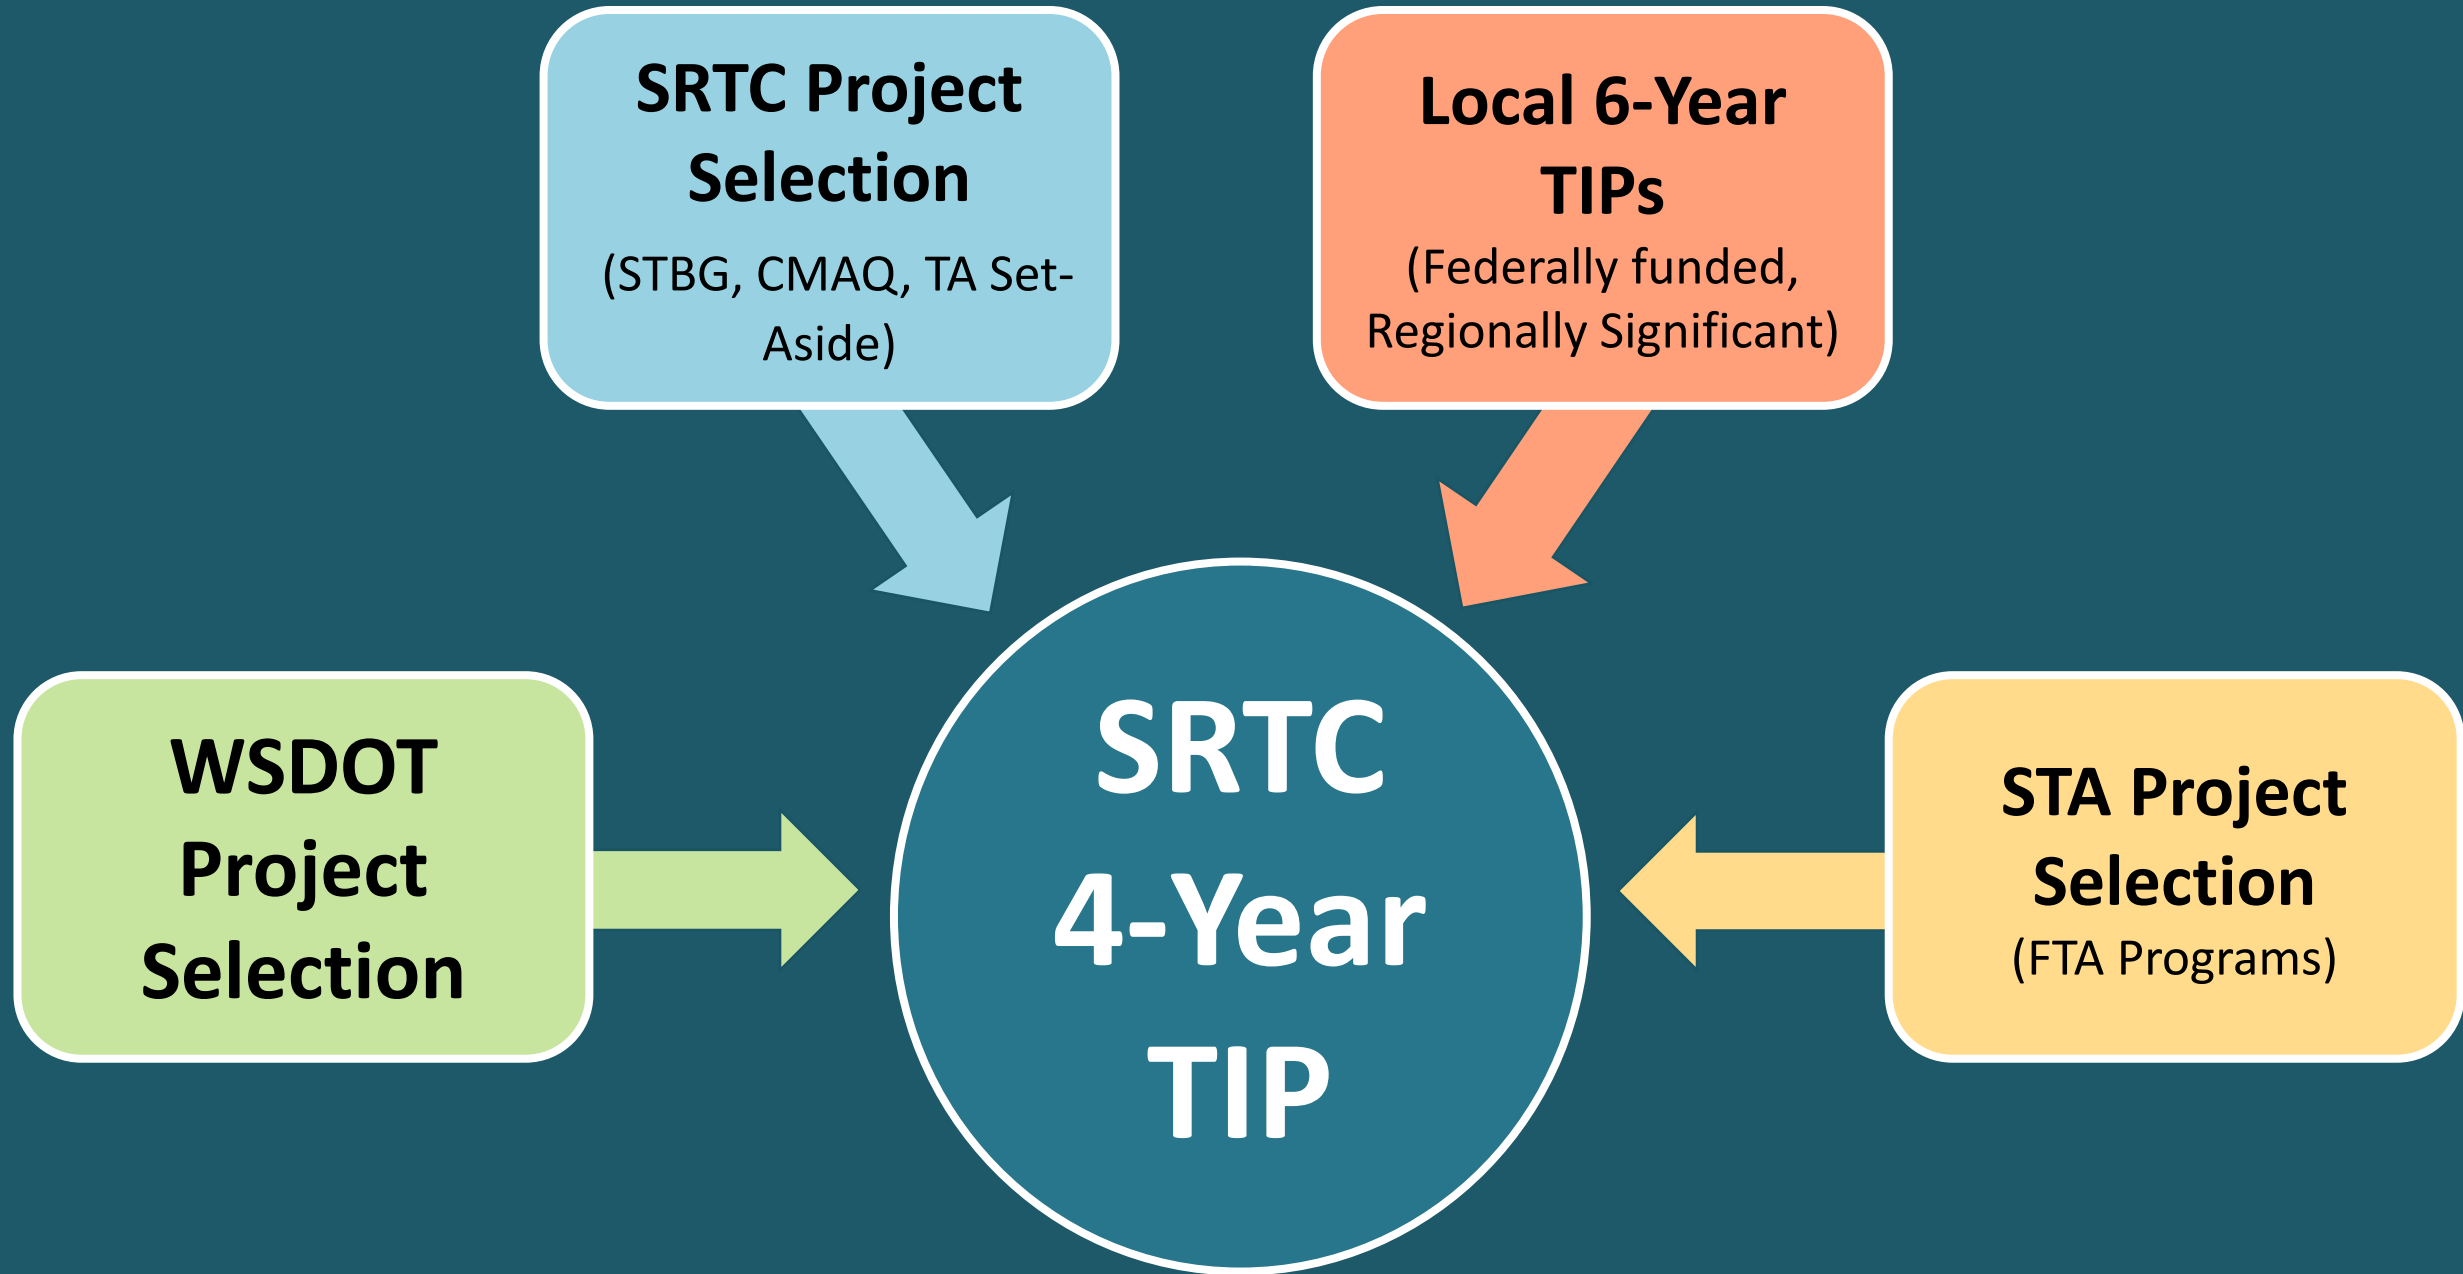 SRTC Project
Selection
(STBG, CMAQ, TA Set-
Aside)
Local 6-Year
TIPs
(Federally funded,
Regionally Significant)
WSDOT
Project
Selection
SRTC
4-Year
TIP
STA Project
Selection
(FTA Programs)